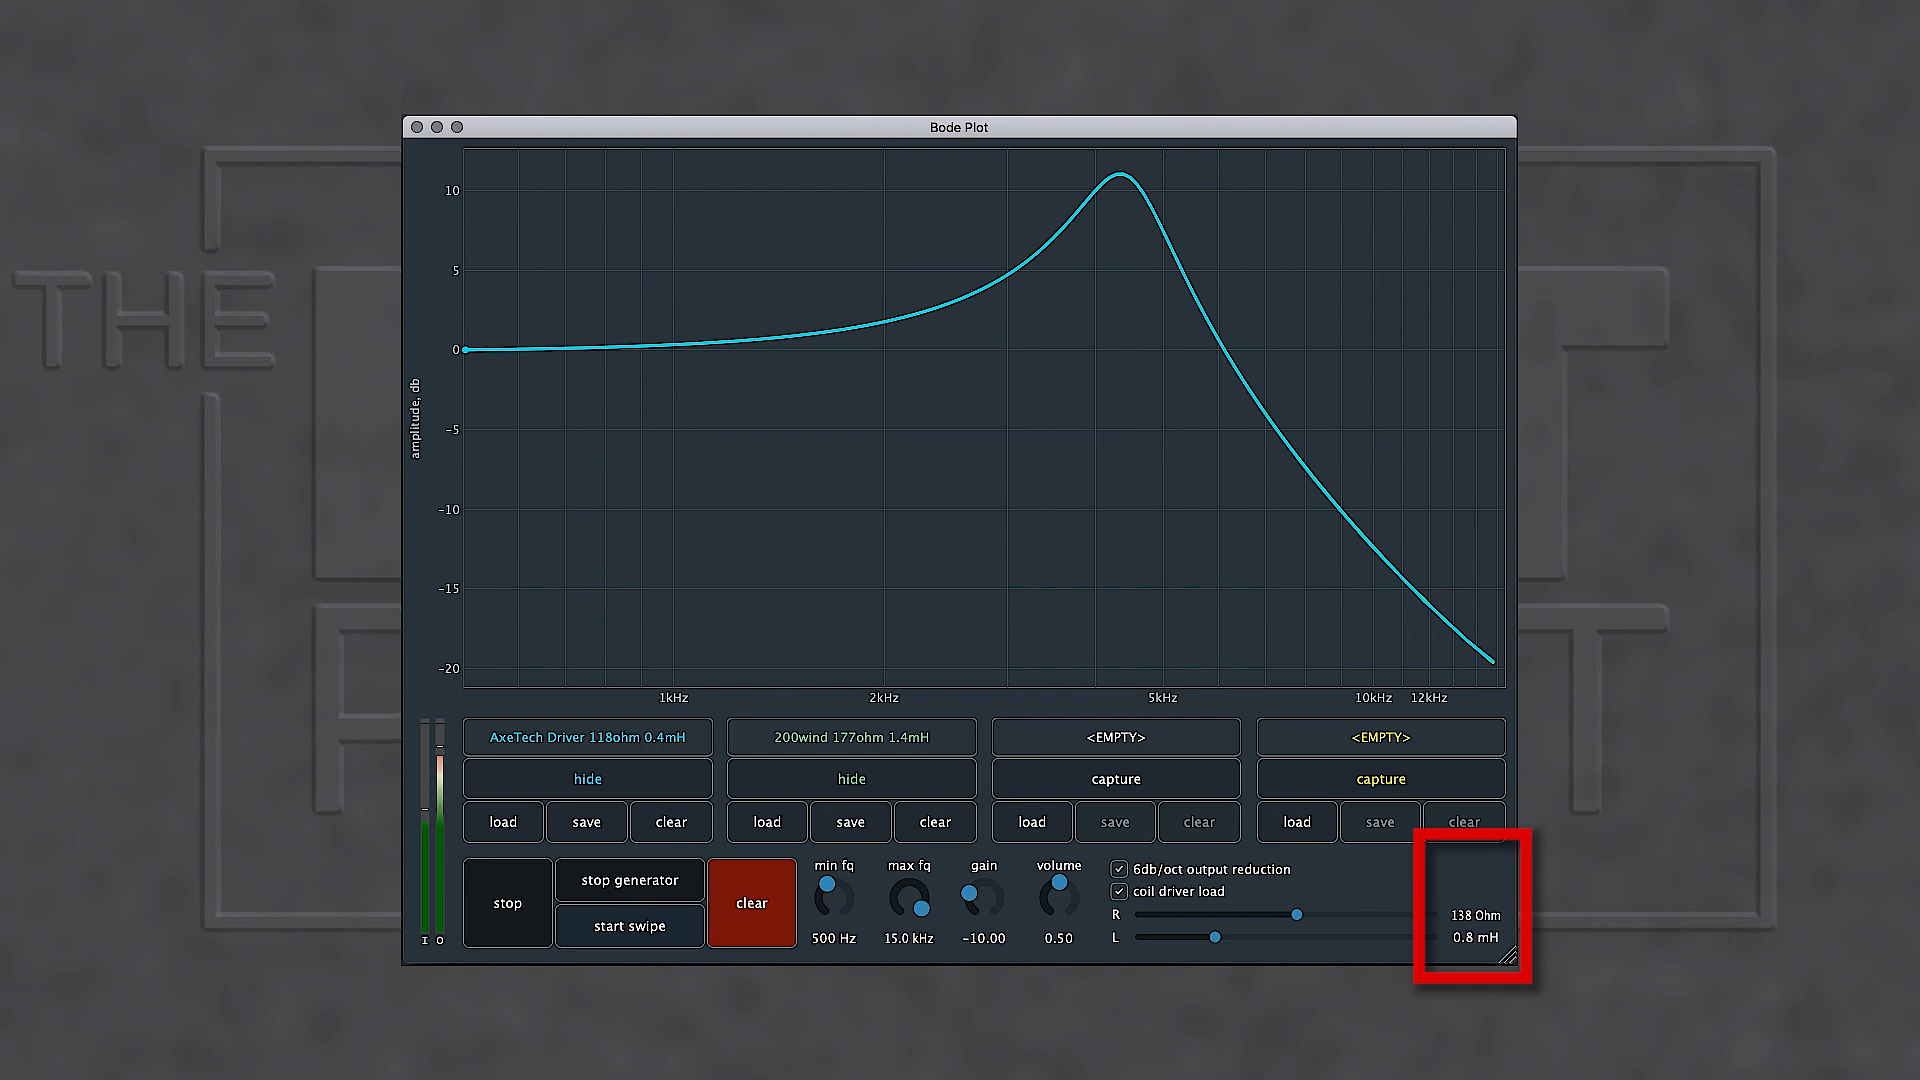 Bode Plot
THE
10
5
0
-5
-10
-15
-20
amplitude, db
1kHz 2kHz 5kHz 10kHz 12kHz
AxeTech Driver 118ohm 0.4mH 200wind 177ohm 1.4mH <EMPTY> <EMPTY>
hide hide capture capture
load save clear load save clear load save clear load save clear
stop stop generator start swipe clear
min fq max fq gain volume
500 Hz 15.0 kHz -10.00 0.50
6db/oct output reduction
coil driver load
R 138 Ohm
L 0.8 mH
I O